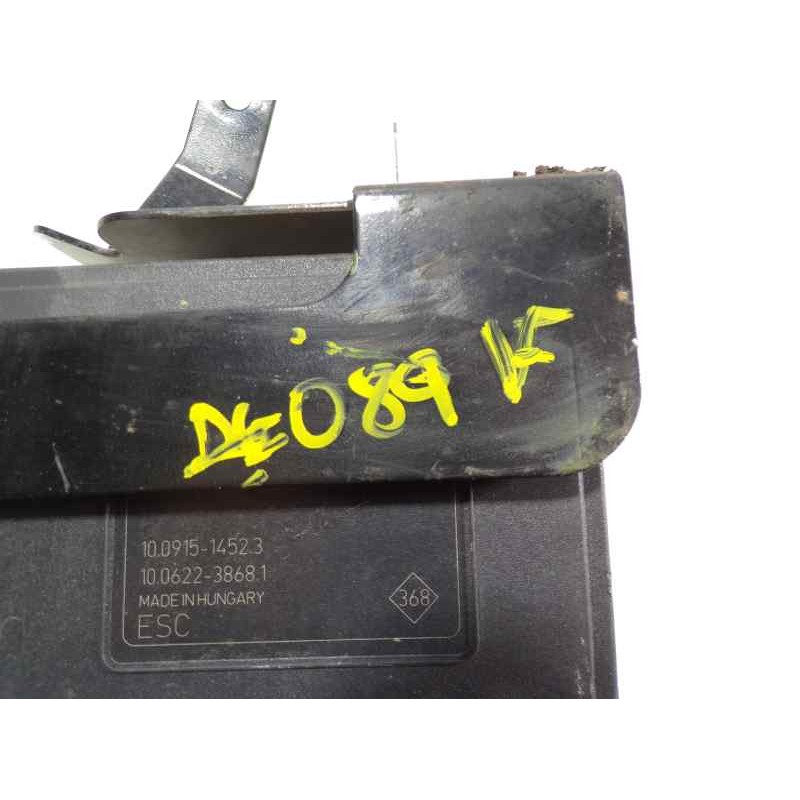 DE089 V
10.0915-1452.3
10.0622-3868.1
MADE IN HUNGARY
368
ESC